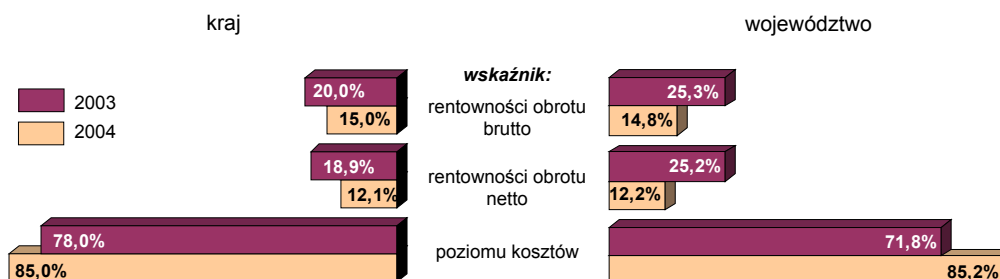 kraj
województwo
2003
2004
wskaźnik:
20,0%
15,0%
rentowności obrotu
brutto
25,3%
14,8%
18,9%
12,1%
rentowności obrotu
netto
25,2%
12,2%
78,0%
85,0%
poziomu kosztów
71,8%
85,2%